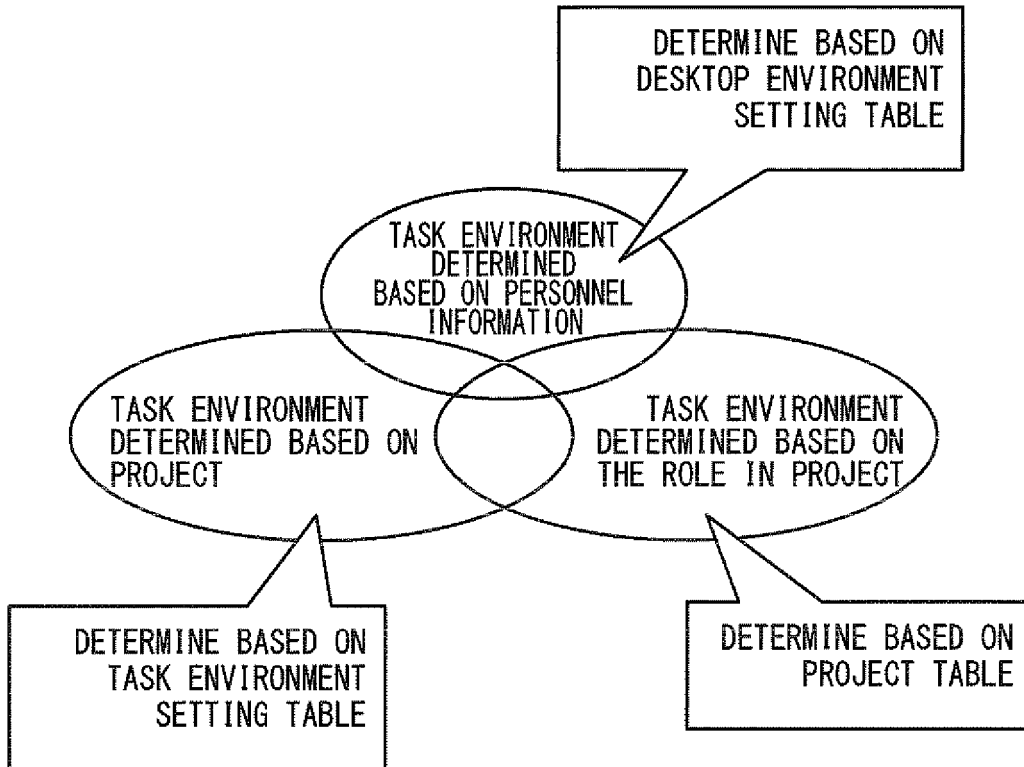 DETERMINE BASED ON
DESKTOP ENVIRONMENT
SETTING TABLE
TASK ENVIRONMENT
DETERMINED
BASED ON PERSONNEL
INFORMATION
TASK ENVIRONMENT
DETERMINED BASED ON
PROJECT
TASK ENVIRONMENT
DETERMINED BASED ON
THE ROLE IN PROJECT
DETERMINE BASED ON
TASK ENVIRONMENT
SETTING TABLE
DETERMINE BASED ON
PROJECT TABLE